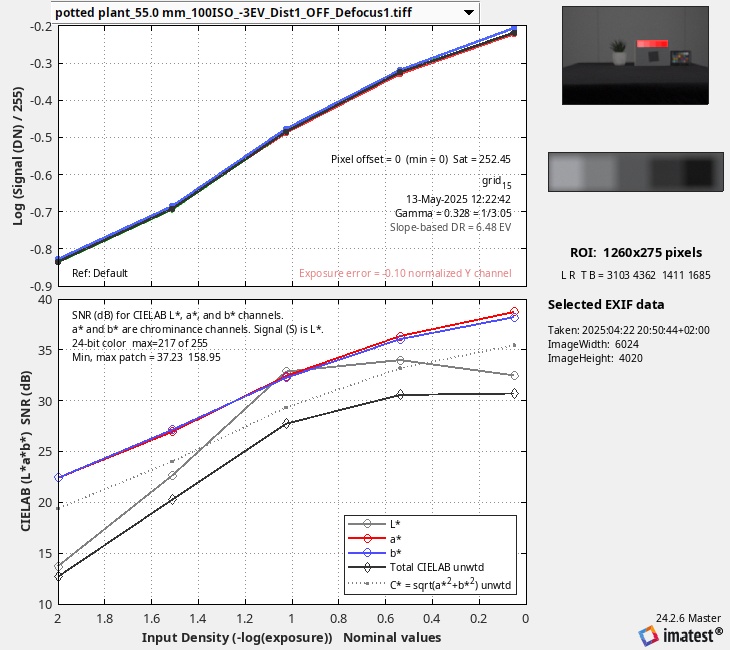 potted plant_55.0 mm_100ISO_-3EV_Dist1_OFF_Defocus1.tiff
-0.2
-0.3
-0.4
-0.5
-0.6
-0.7
-0.8
-0.9
Log (Signal (DN) / 255)
Pixel offset = 0 (min = 0) Sat = 252.45
grid15
13-May-2025 12:22:42
Gamma = 0.328 = 1/3.05
Slope-based DR = 6.48 EV
Ref: Default
Exposure error = -0.10 normalized Y channel
40
35
30
25
20
15
10
CIELAB (L*a*b*) SNR (dB)
SNR (dB) for CIELAB L*, a*, and b* channels.
a* and b* are chrominance channels. Signal (S) is L*.
24-bit color max=217 of 255
Min, max patch = 37.23 158.95
L*
a*
b*
Total CIELAB unwtd
C* = sqrt(a*2+b*2) unwtd
2 1.8 1.6 1.4 1.2 1 0.8 0.6 0.4 0.2 0
Input Density (-log(exposure)) Nominal values
ROI: 1260x275 pixels
L R T B = 3103 4362 1411 1685
Selected EXIF data
Taken: 2025:04:22 20:50:44+02:00
ImageWidth: 6024
ImageHeight: 4020
24.2.6 Master
imatest®